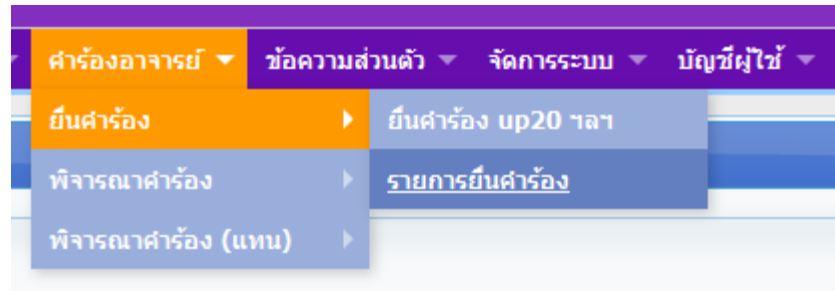 คำร้องอาจารย์ ข้อความส่วนตัว จัดการระบบ บัญชีผู้ใช้
ยื่นคำร้อง ยื่นคำร้อง up20 ฯลฯ
พิจารณาคำร้อง รายการยื่นคำร้อง
พิจารณาคำร้อง (แทน)